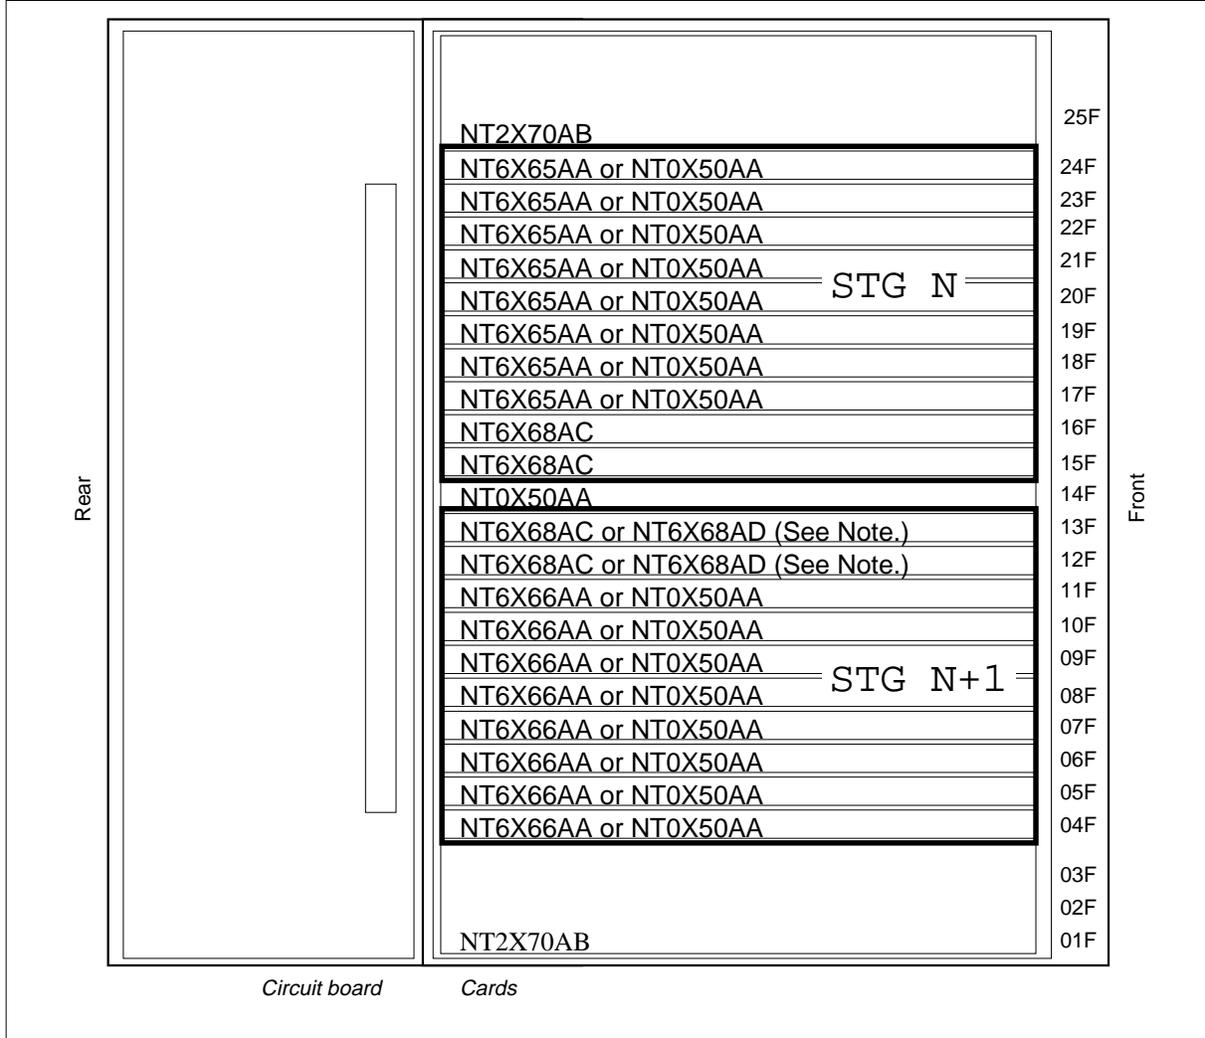 25F
NT2X70AB
NT6X65AA or NT0X50AA 24F
NT6X65AA or NT0X50AA 23F
NT6X65AA or NT0X50AA 22F
NT6X65AA or NT0X50AA 21F
STG N
NT6X65AA or NT0X50AA 20F
NT6X65AA or NT0X50AA 19F
NT6X65AA or NT0X50AA 18F
NT6X65AA or NT0X50AA 17F
NT6X68AC 16F
NT6X68AC 15F
Rear
NT0X50AA 14F
Front
NT6X68AC or NT6X68AD (See Note.) 13F
NT6X68AC or NT6X68AD (See Note.) 12F
NT6X66AA or NT0X50AA 11F
NT6X66AA or NT0X50AA 10F
NT6X66AA or NT0X50AA 09F
STG N+1
NT6X66AA or NT0X50AA 08F
NT6X66AA or NT0X50AA 07F
NT6X66AA or NT0X50AA 06F
NT6X66AA or NT0X50AA 05F
NT6X66AA or NT0X50AA 04F
03F
02F
NT2X70AB 01F
Circuit board Cards